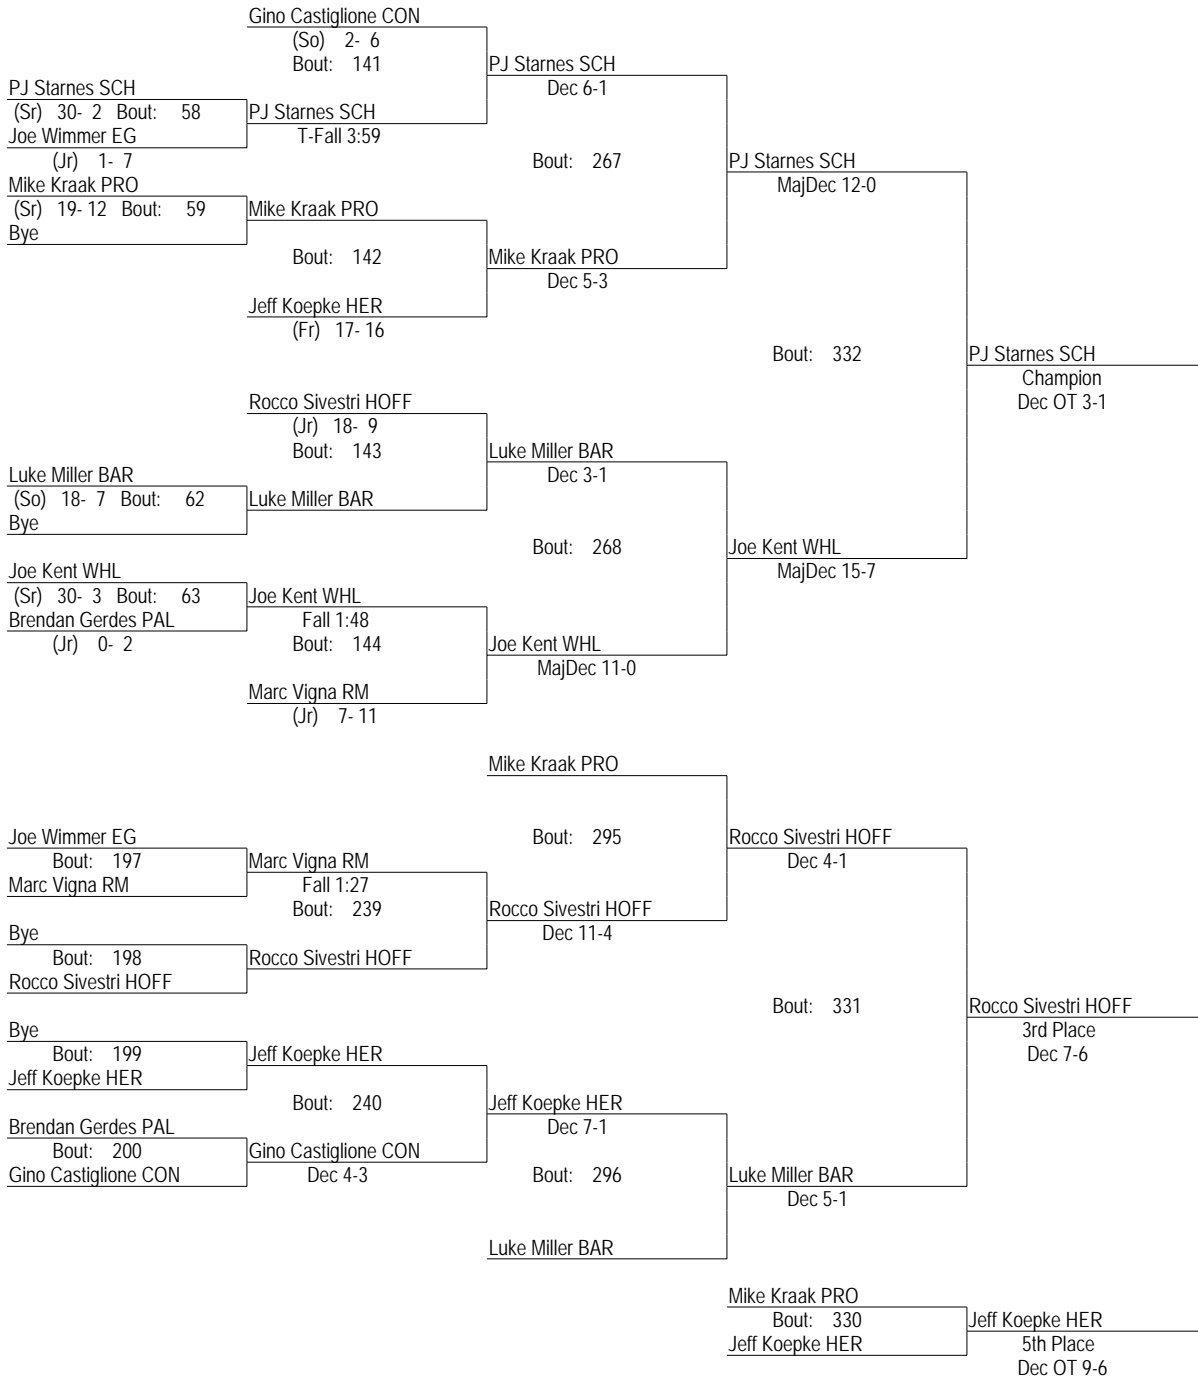 Gino Castiglione CON
(So) 2- 6
Bout: 141
PJ Starnes SCH
Dec 6-1
PJ Starnes SCH
(Sr) 30- 2 Bout: 58
PJ Starnes SCH
Joe Wimmer EG
T-Fall 3:59
(Jr) 1- 7
Bout: 267
PJ Starnes SCH
MajDec 12-0
Mike Kraak PRO
(Sr) 19- 12 Bout: 59
Mike Kraak PRO
Bye
Bout: 142
Mike Kraak PRO
Dec 5-3
Jeff Koepke HER
(Fr) 17- 16
Bout: 332
PJ Starnes SCH
Champion
Dec OT 3-1
Rocco Sivestri HOFF
(Jr) 18- 9
Bout: 143
Luke Miller BAR
Dec 3-1
Luke Miller BAR
(So) 18- 7 Bout: 62
Luke Miller BAR
Bye
Bout: 268
Joe Kent WHL
MajDec 15-7
Joe Kent WHL
(Sr) 30- 3 Bout: 63
Joe Kent WHL
Brendan Gerdes PAL
Fall 1:48
(Jr) 0- 2
Bout: 144
Joe Kent WHL
MajDec 11-0
Marc Vigna RM
(Jr) 7- 11
Mike Kraak PRO
Joe Wimmer EG
Bout: 295
Rocco Sivestri HOFF
Dec 4-1
Bout: 197
Marc Vigna RM
Marc Vigna RM
Fall 1:27
Bout: 239
Rocco Sivestri HOFF
Dec 11-4
Bye
Bout: 198
Rocco Sivestri HOFF
Rocco Sivestri HOFF
Bout: 331
Rocco Sivestri HOFF
3rd Place
Dec 7-6
Bye
Bout: 199
Jeff Koepke HER
Jeff Koepke HER
Bout: 240
Jeff Koepke HER
Dec 7-1
Brendan Gerdes PAL
Bout: 200
Gino Castiglione CON
Gino Castiglione CON
Dec 4-3
Bout: 296
Luke Miller BAR
Dec 5-1
Luke Miller BAR
Mike Kraak PRO
Bout: 330
Jeff Koepke HER
Jeff Koepke HER
5th Place
Dec OT 9-6